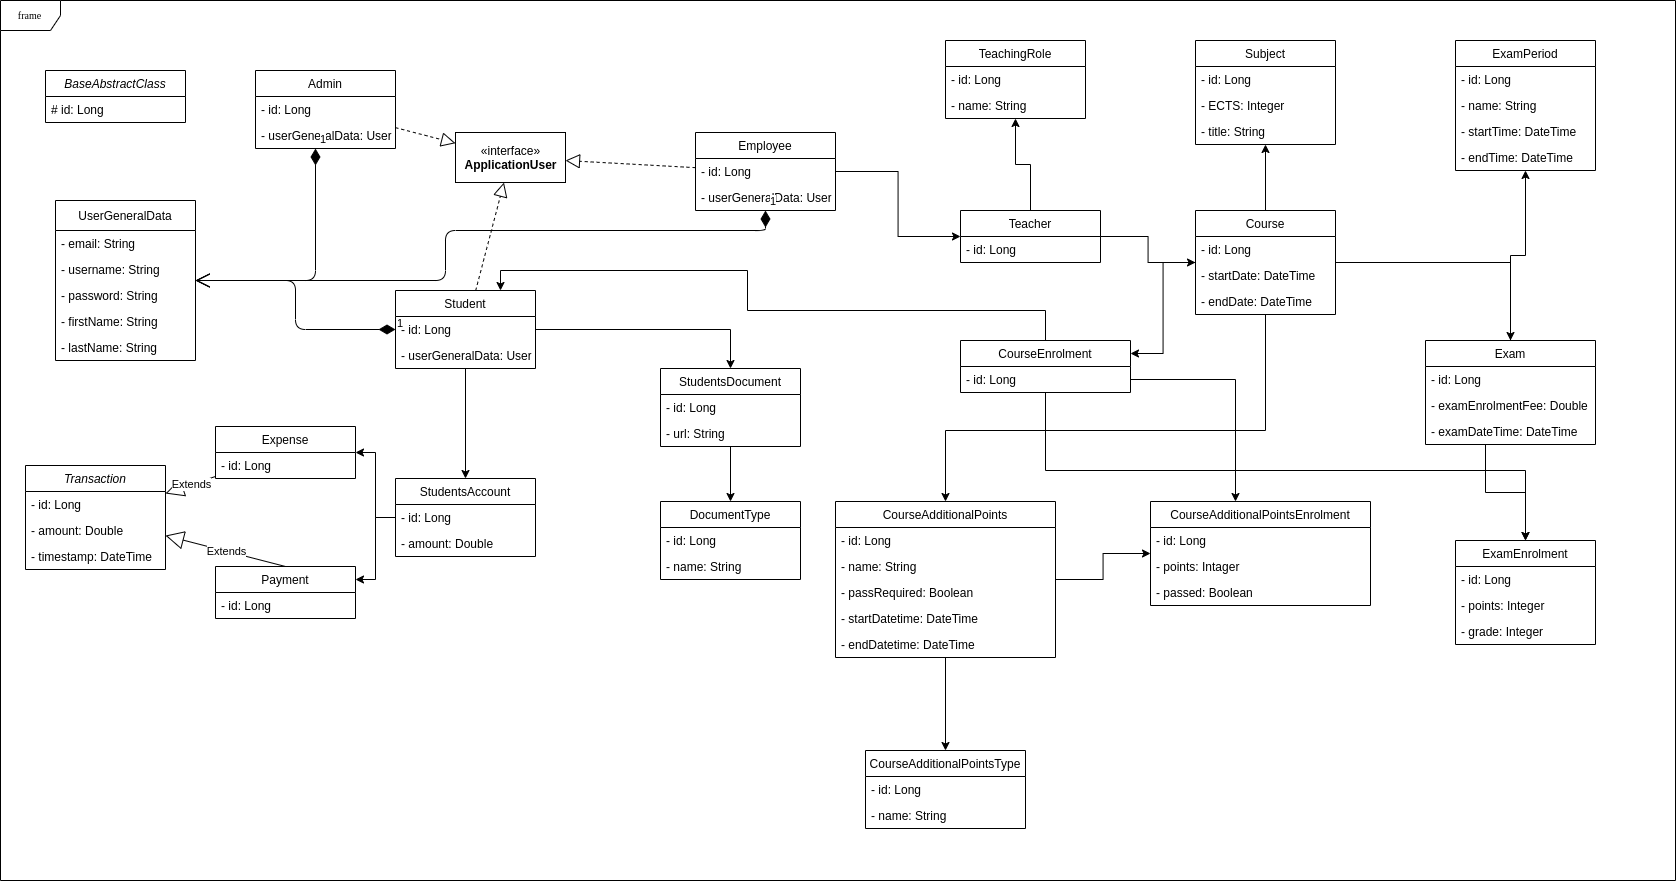 frame
BaseAbstractClass
# id: Long
Admin
- id: Long
- userGeneralData: User
1
«interface»
ApplicationUser
Employee
- id: Long
- userGeneralData: User
1
TeachingRole
- id: Long
- name: String
Subject
- id: Long
- ECTS: Integer
- title: String
ExamPeriod
- id: Long
- name: String
- startTime: DateTime
- endTime: DateTime
UserGeneralData
- email: String
- username: String
- password: String
- firstName: String
- lastName: String
Teacher
- id: Long
Course
- id: Long
- startDate: DateTime
- endDate: DateTime
Student
1
- id: Long
- userGeneralData: User
CourseEnrolment
- id: Long
Exam
- id: Long
- examEnrolmentFee: Double
- examDateTime: DateTime
StudentsDocument
- id: Long
- url: String
Expense
- id: Long
Transaction
- id: Long
- amount: Double
- timestamp: DateTime
Extends
Extends
StudentsAccount
- id: Long
- amount: Double
Payment
- id: Long
DocumentType
- id: Long
- name: String
CourseAdditionalPoints
- id: Long
- name: String
- passRequired: Boolean
- startDatetime: DateTime
- endDatetime: DateTime
CourseAdditionalPointsEnrolment
- id: Long
- points: Intager
- passed: Boolean
ExamEnrolment
- id: Long
- points: Integer
- grade: Integer
CourseAdditionalPointsType
- id: Long
- name: String